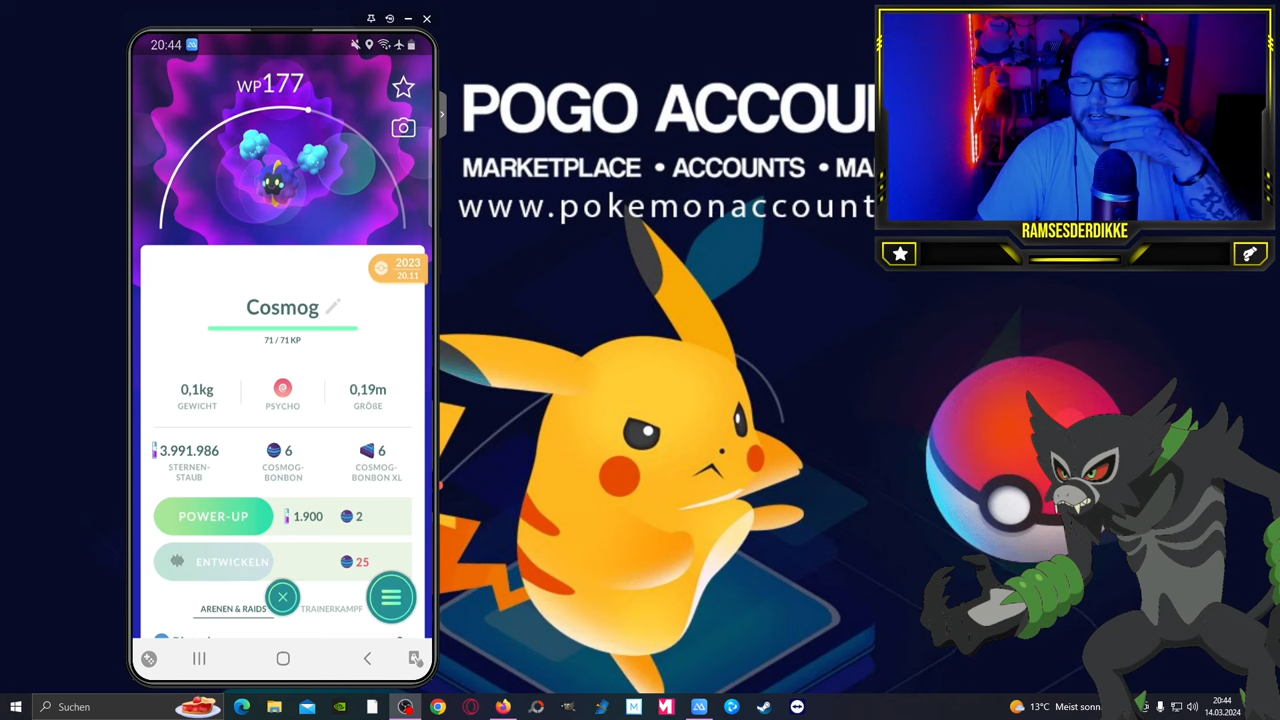 20:44
WP177
2023
20.11
Cosmog
71 / 71 KP
0,1kg
GEWICHT
PSYCHO
0,19m
GRÖßE
3.991.986
STERNEN-
STAUB
6
COSMOG-
BONBON
6
COSMOG-
BONBON XL
POWER-UP
1.900
2
ENTWICKELN
25
ARENEN & RAIDS
TRAINERKAMPF
POGO ACCOU
MARKETPLACE • ACCOUNTS • MA
www.pokemonaccount
RAMSESDERDIKKE
Suchen
13°C Meist sonn.
20:44
14.03.2024